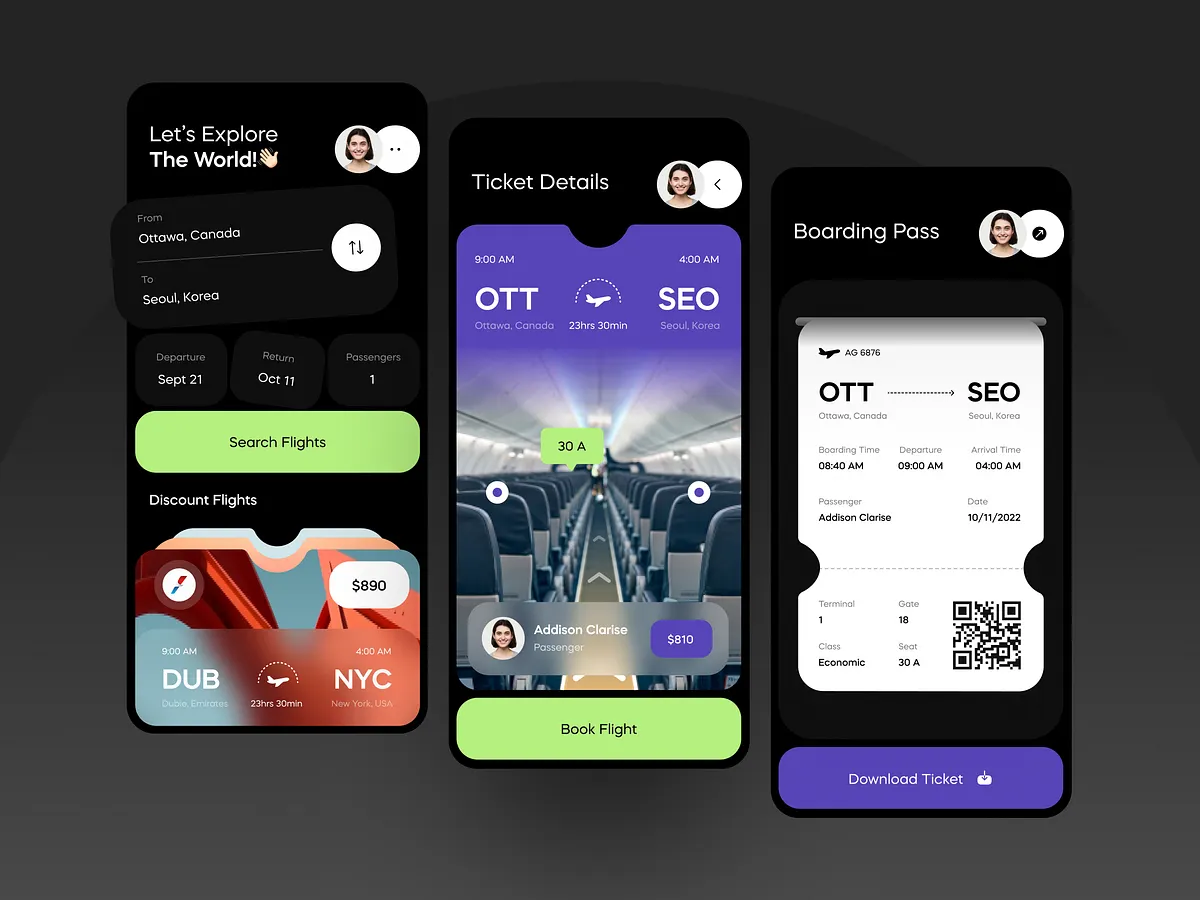 Let's Explore
The World!👋🏻
From
Ottawa, Canada
To
Seoul, Korea
Departure
Sept 21
Return
Oct 11
Passengers
1
Search Flights
Discount Flights
$890
9:00 AM
4:00 AM
DUB
NYC
Dubie, Emirates
23hrs 30min
New York, USA
Ticket Details
9:00 AM
4:00 AM
OTT
SEO
Ottawa, Canada
23hrs 30min
Seoul, Korea
30 A
Addison Clarise
Passenger
$810
Book Flight
Boarding Pass
AG 6876
OTT
SEO
Ottawa, Canada
Seoul, Korea
Boarding Time
Departure
Arrival Time
08:40 AM
09:00 AM
04:00 AM
Passenger
Date
Addison Clarise
10/11/2022
Terminal
Gate
1
18
Class
Seat
Economic
30 A
Download Ticket